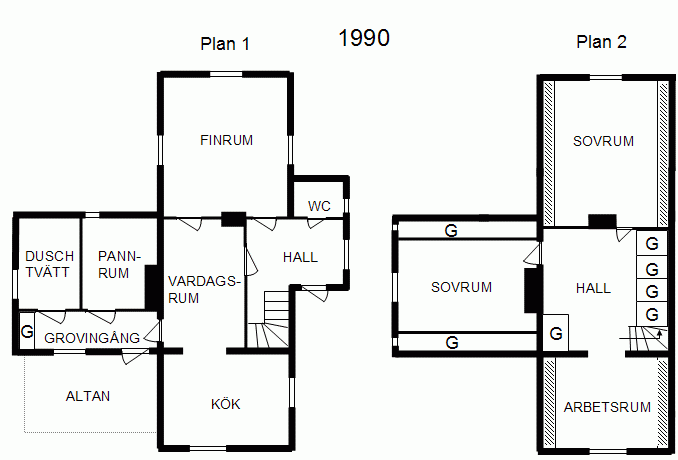 1990
Plan 1
Plan 2
FINRUM
WC
DUSCH
TVÄTT
PANN-
RUM
VARDAGS-
RUM
HALL
G
GROVINGÅNG
ALTAN
KÖK
SOVRUM
G
SOVRUM
G
HALL
G
G
G
G
G
ARBETSRUM